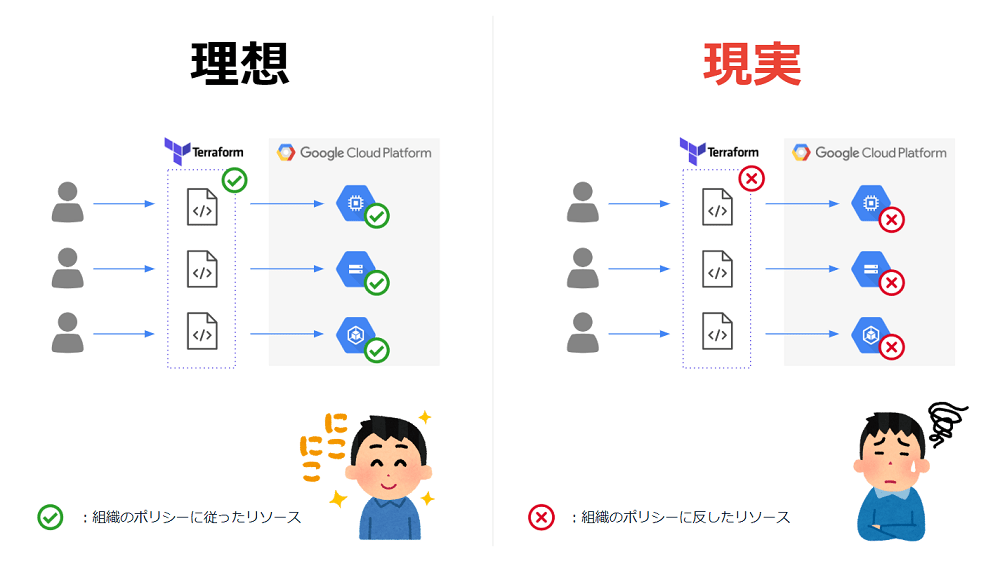 理想
Terraform
Google Cloud Platform
</>
</>
</>
にこ
にこ
：組織のポリシーに従ったリソース
現実
Terraform
Google Cloud Platform
</>
</>
</>
：組織のポリシーに反したリソース